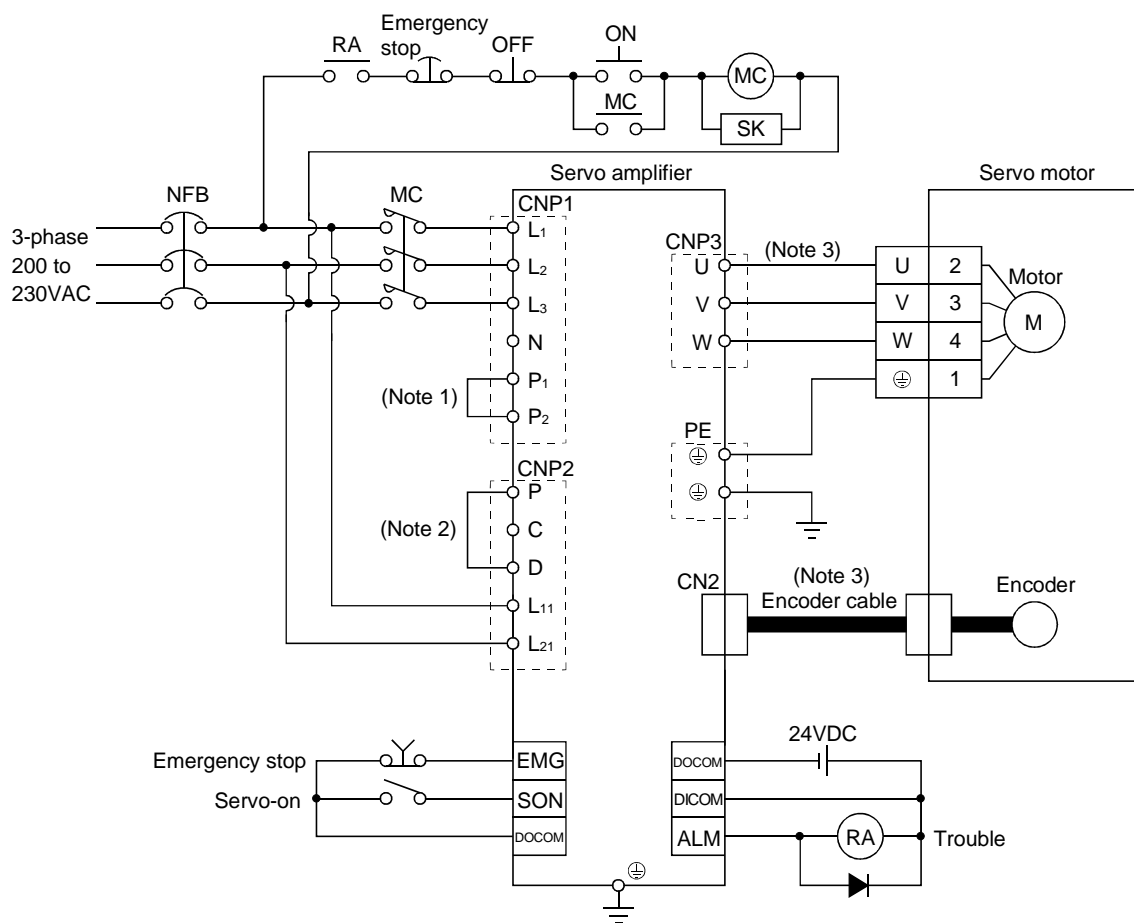 Emergency
stop
RA
OFF
ON
MC
MC
SK
Servo amplifier
Servo motor
NFB
MC
CNP1
3-phase
200 to
230VAC
L1
L2
L3
N
P1
P2
(Note 1)
CNP3
U
V
W
(Note 3)
U 2
V 3
W 4
1
Motor
M
PE
CNP2
P
C
D
L11
L21
(Note 2)
CN2
(Note 3)
Encoder cable
Encoder
Emergency stop
Servo-on
EMG
SON
DOCOM
24VDC
DOCOM
DICOM
ALM
RA
Trouble